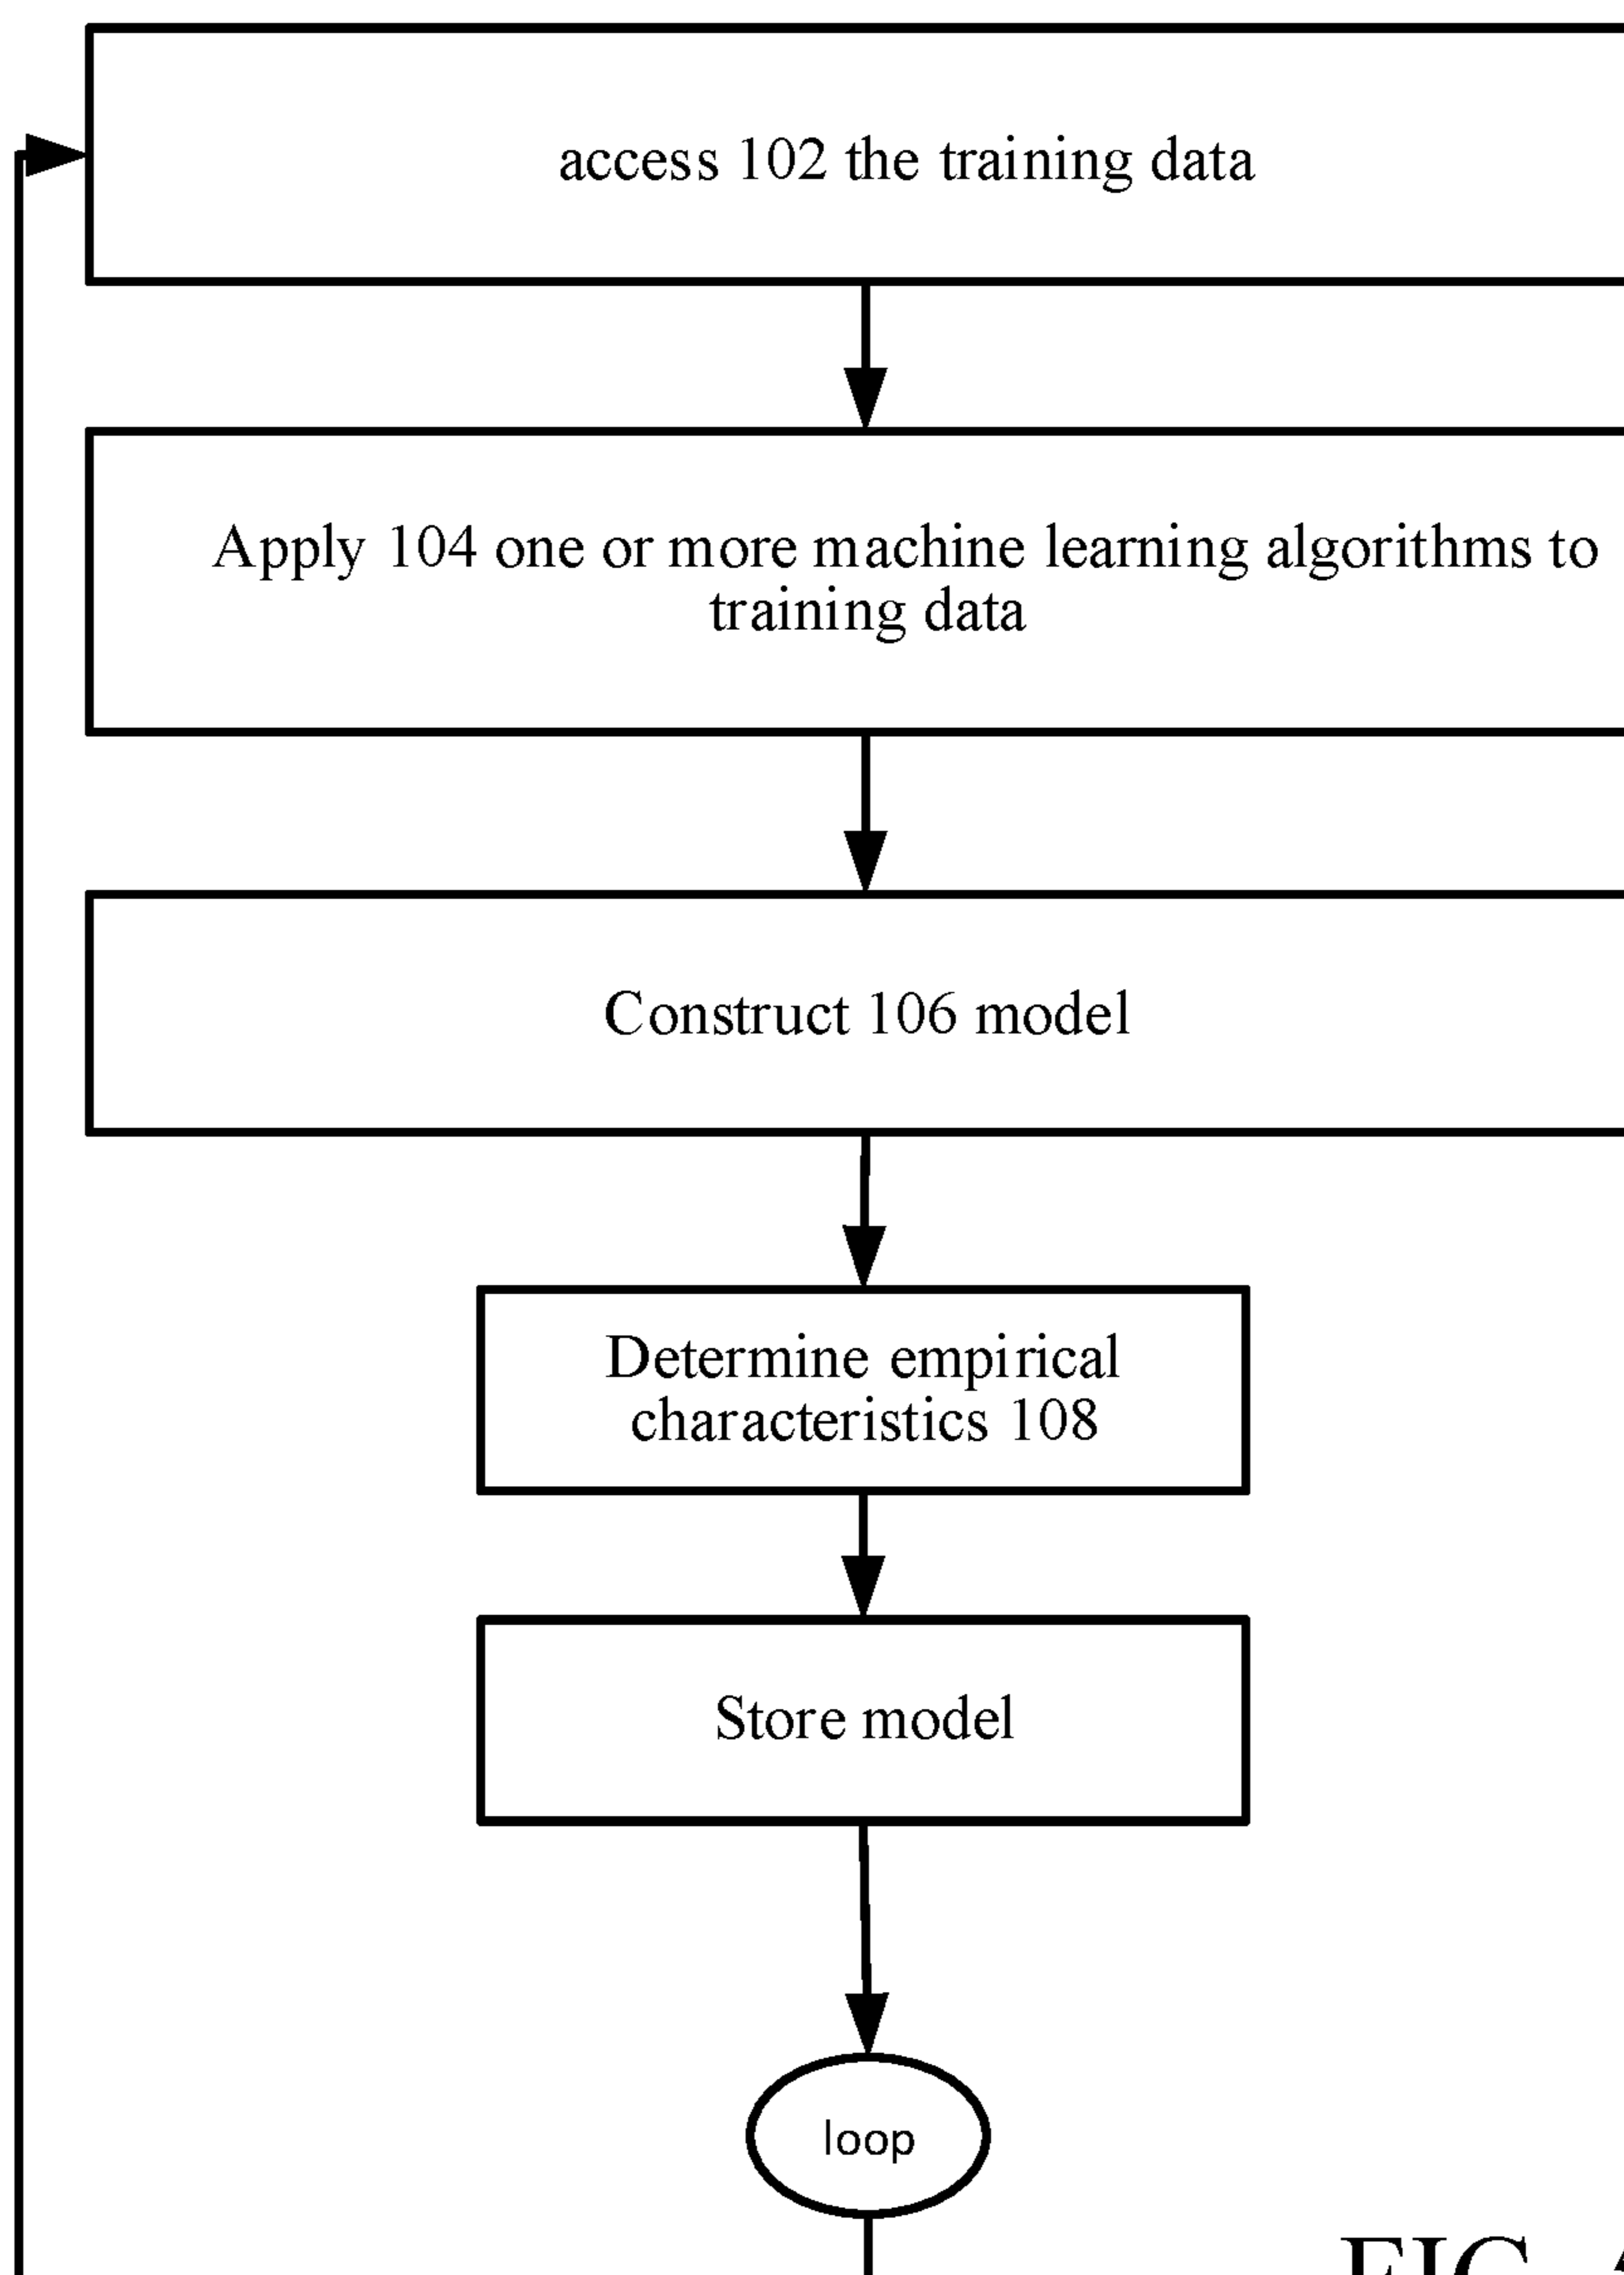 access 102 the training data
Apply 104 one or more machine learning algorithms to
training data
Construct 106 model
Determine empirical
characteristics 108
Store model
loop
FIG.